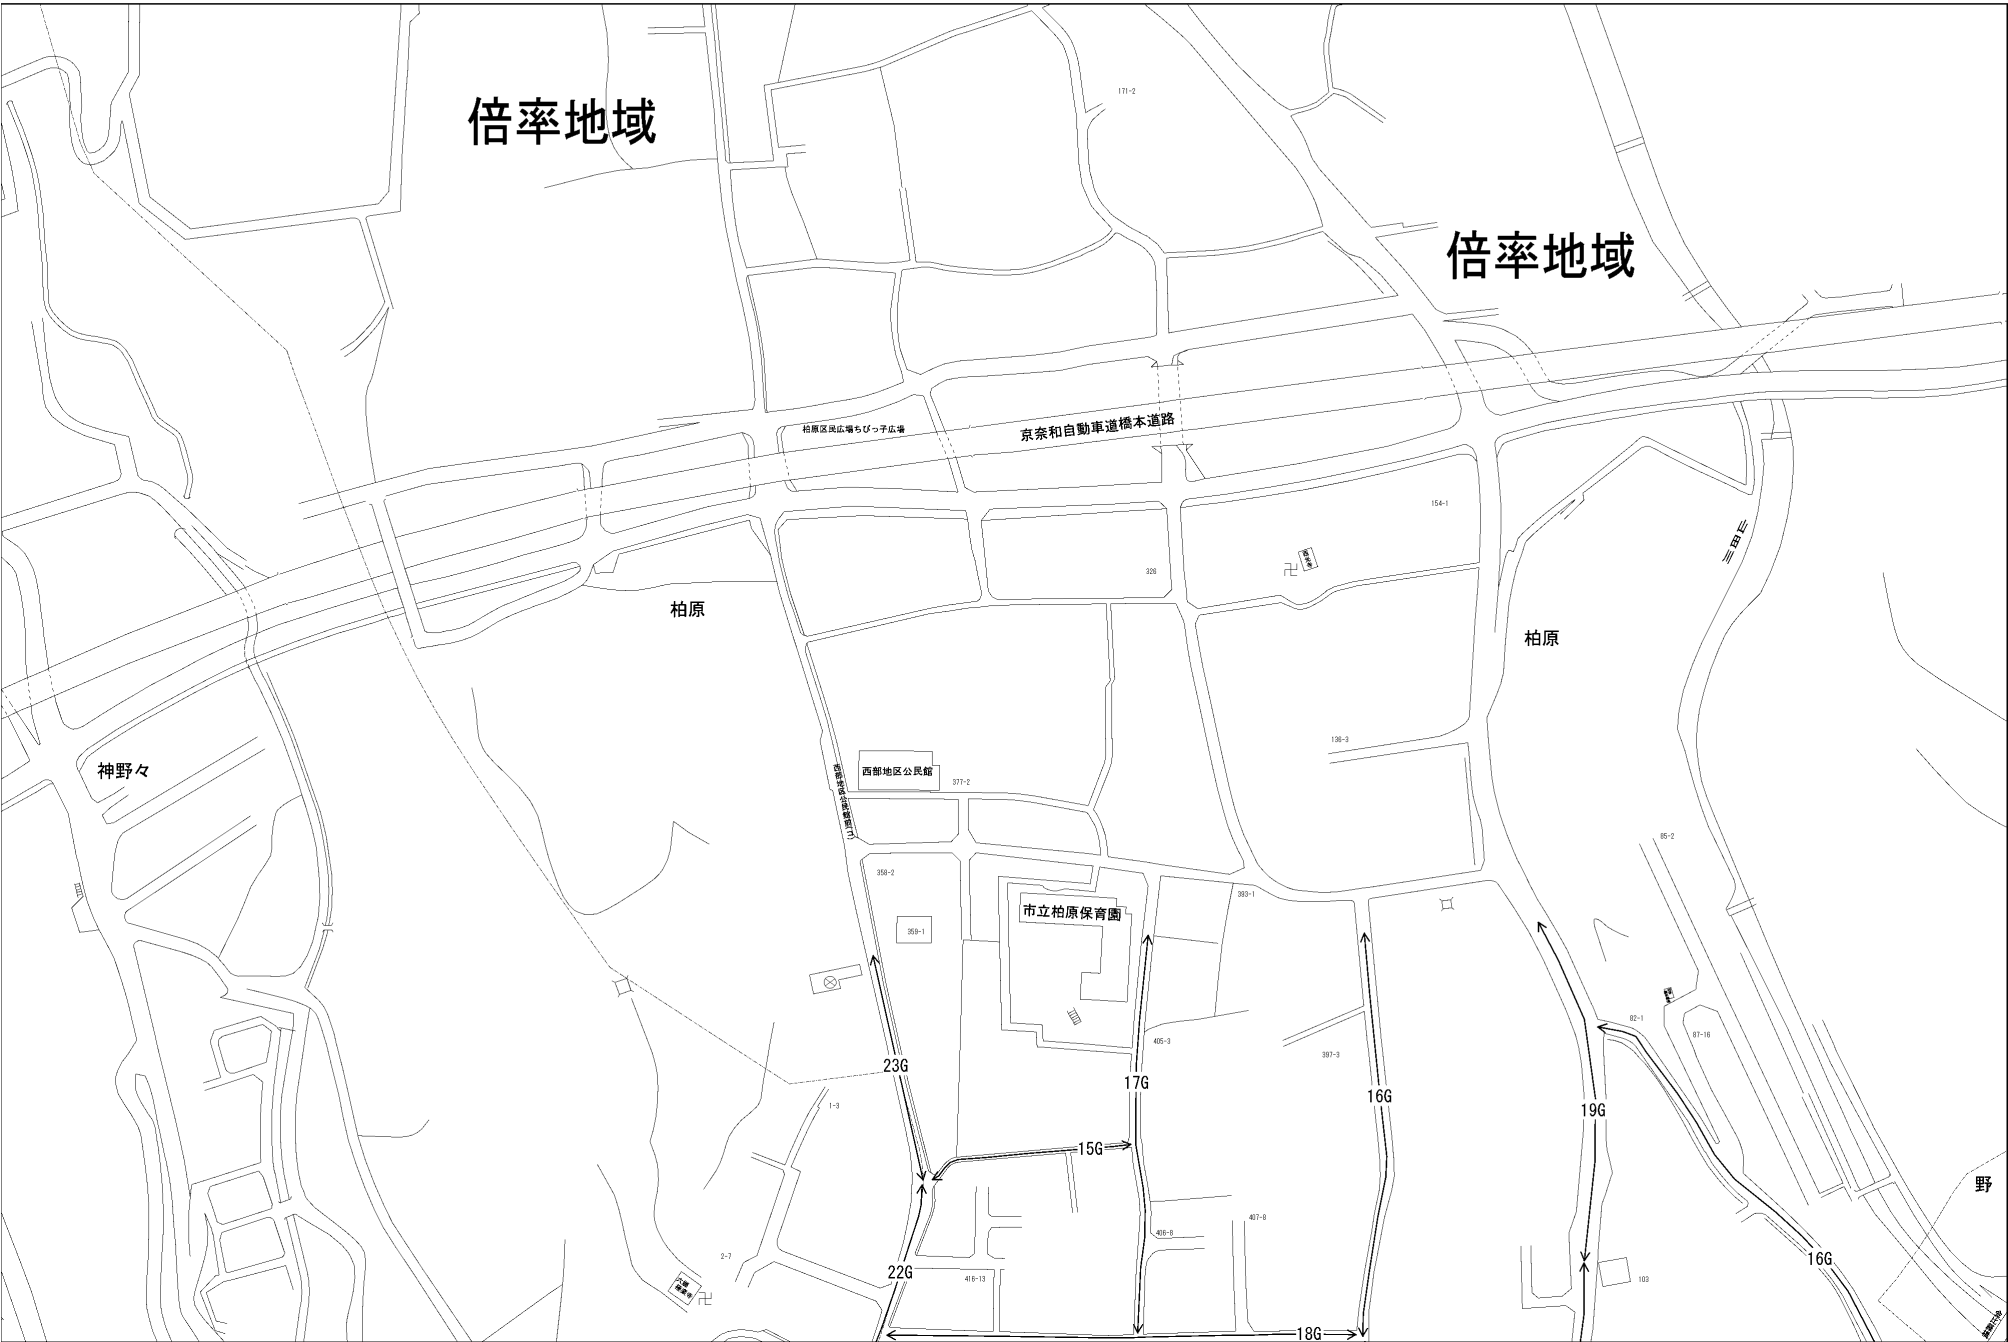 倍率地域
171-2
倍率地域
京奈和自動車道橋本道路
柏原区民広場ちびっ子広場
154-1
326
柏原
柏原
136-3
神野々
西部地区公民館
377-2
85-2
358-2
393-1
市立柏原保育園
359-1
82-1
87-16
405-3
397-3
23G
17G
16G
19G
1-3
15G
野
407-8
406-8
2-7
16G
22G
416-13
103
18G